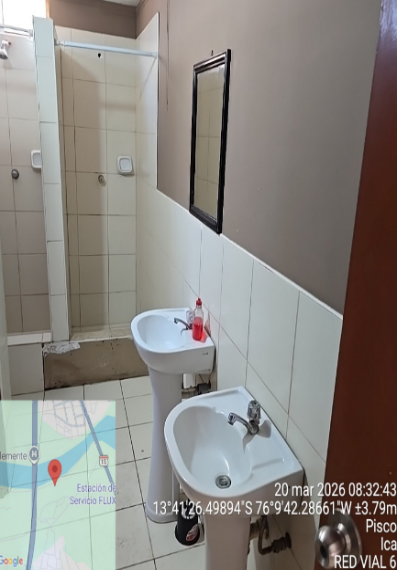 lemente
Estación de
Servicio FLUX
Google
20 mar 2026 08:32:43
13°41'26.49894"S 76°9'42.28661"W ±3.79m
Pisco
Ica
RED VIAL 6